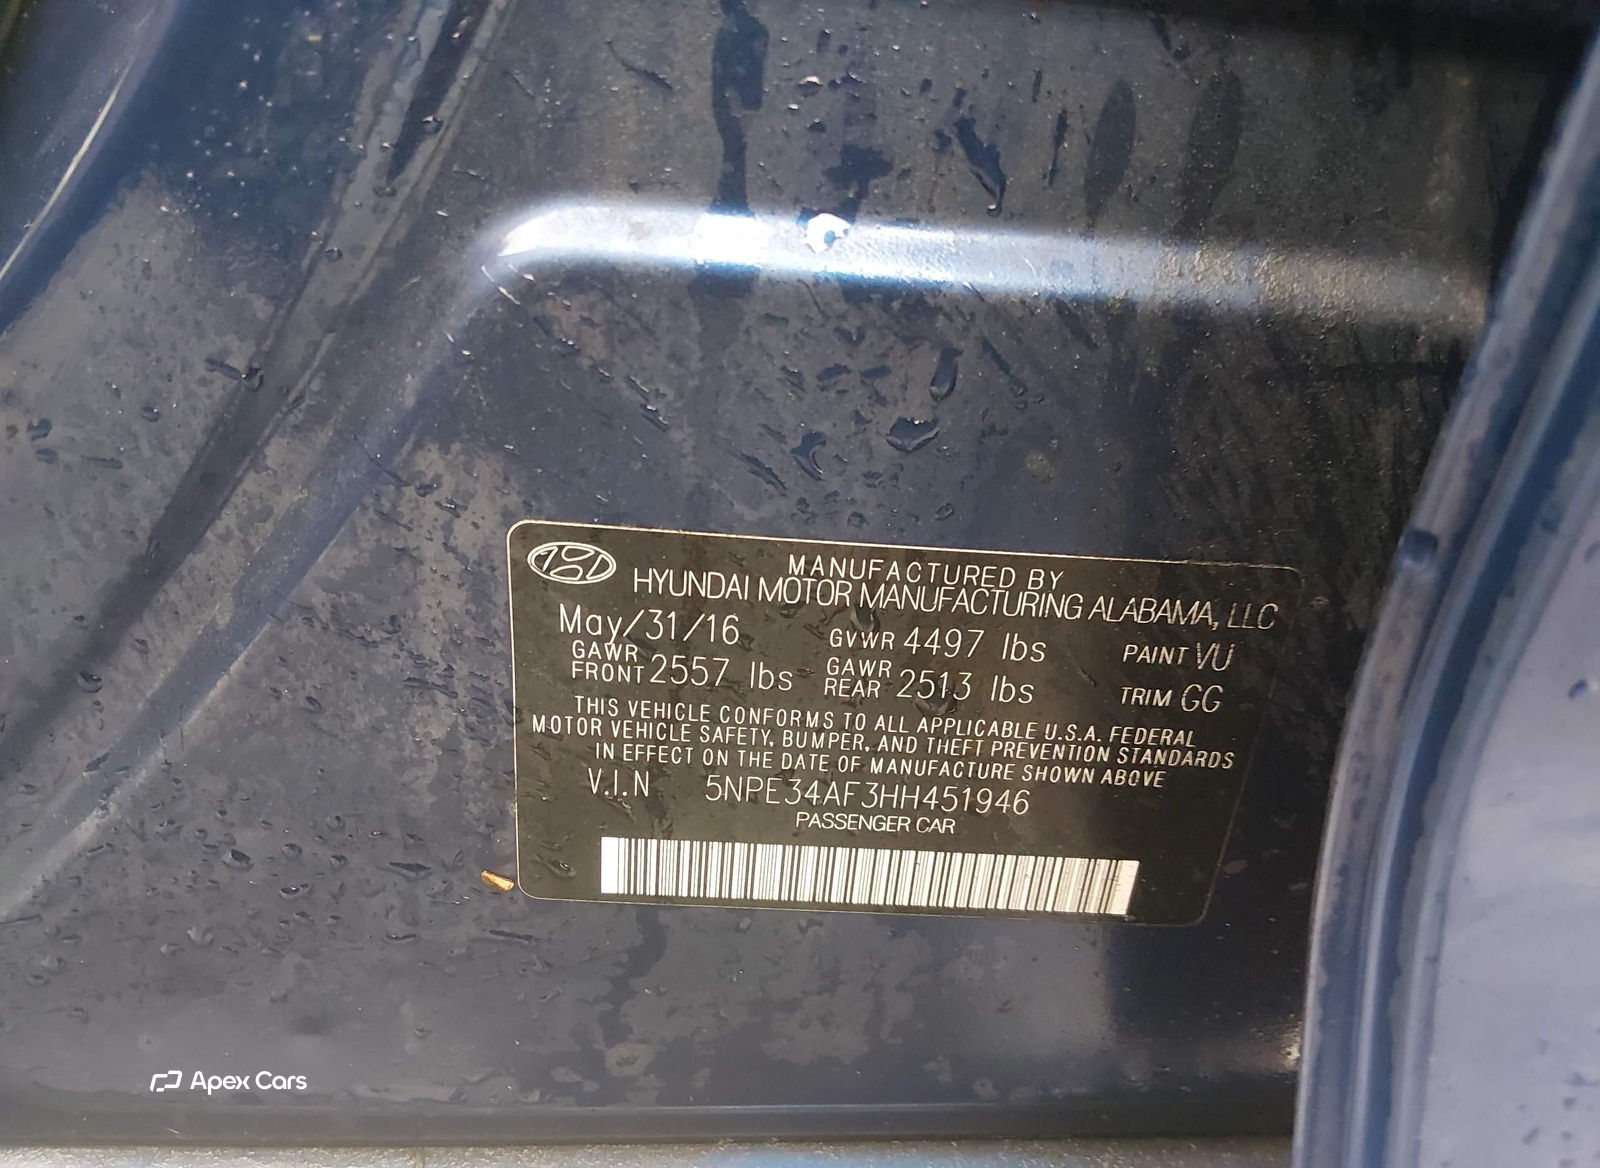 MANUFACTURED BY
HYUNDAI MOTOR MANUFACTURING ALABAMA, LLC
May/31/16 GVWR 4497 lbs PAINT VU
GAWR FRONT 2557 lbs GAWR REAR 2513 lbs TRIM GG
THIS VEHICLE CONFORMS TO ALL APPLICABLE U.S.A. FEDERAL
MOTOR VEHICLE SAFETY, BUMPER, AND THEFT PREVENTION STANDARDS
IN EFFECT ON THE DATE OF MANUFACTURE SHOWN ABOVE
V.I.N 5NPE34AF3HH451946
PASSENGER CAR
Apex Cars